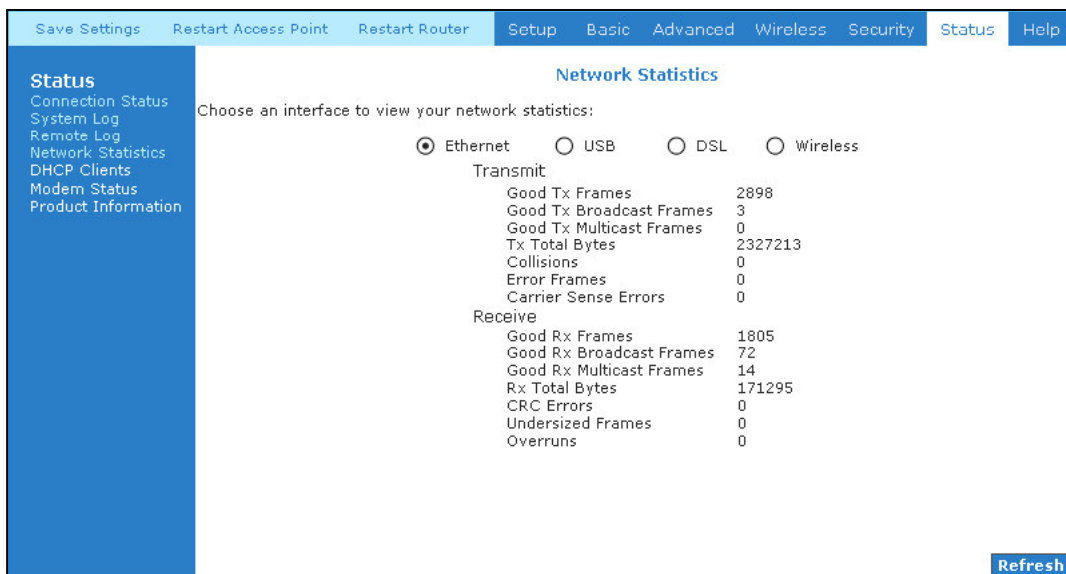 Save Settings Restart Access Point Restart Router Setup Basic Advanced Wireless Security Status Help
Status
Connection Status
System Log
Remote Log
Network Statistics
DHCP Clients
Modem Status
Product Information
Network Statistics
Choose an interface to view your network statistics:
Ethernet USB DSL Wireless
Transmit
Good Tx Frames 2898
Good Tx Broadcast Frames 3
Good Tx Multicast Frames 0
Tx Total Bytes 2327213
Collisions 0
Error Frames 0
Carrier Sense Errors 0
Receive
Good Rx Frames 1805
Good Rx Broadcast Frames 72
Good Rx Multicast Frames 14
Rx Total Bytes 171295
CRC Errors 0
Undersized Frames 0
Overruns 0
Refresh